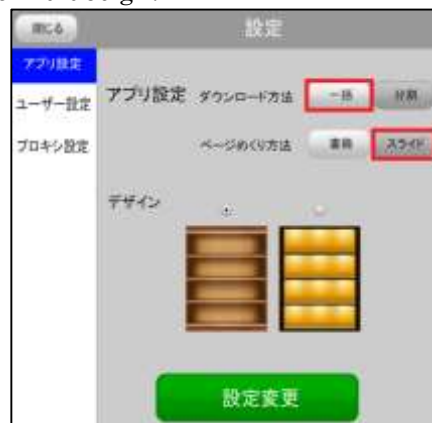 閉じる 設定
アプリ設定
ユーザー設定
プロキシ設定
アプリ設定 ダウンロード方法 一括 分割
ページめくり方法 書籍 スライド
デザイン
設定変更